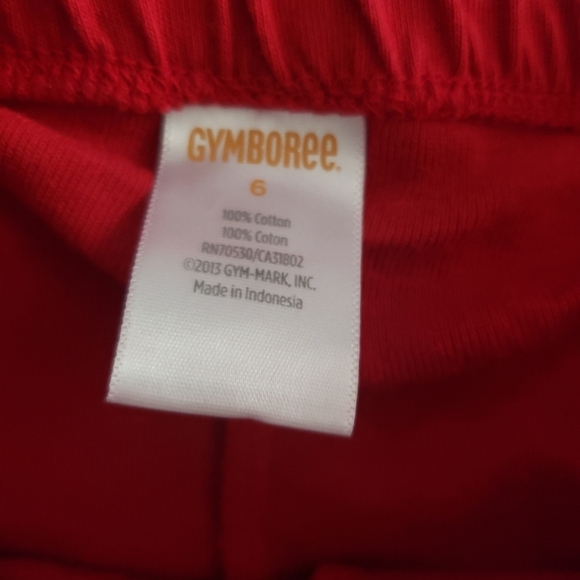 GYMBOREE.
6
100% Cotton
100% Coton
RN70530/CA31802
©2013 GYM-MARK, INC.
Made in Indonesia